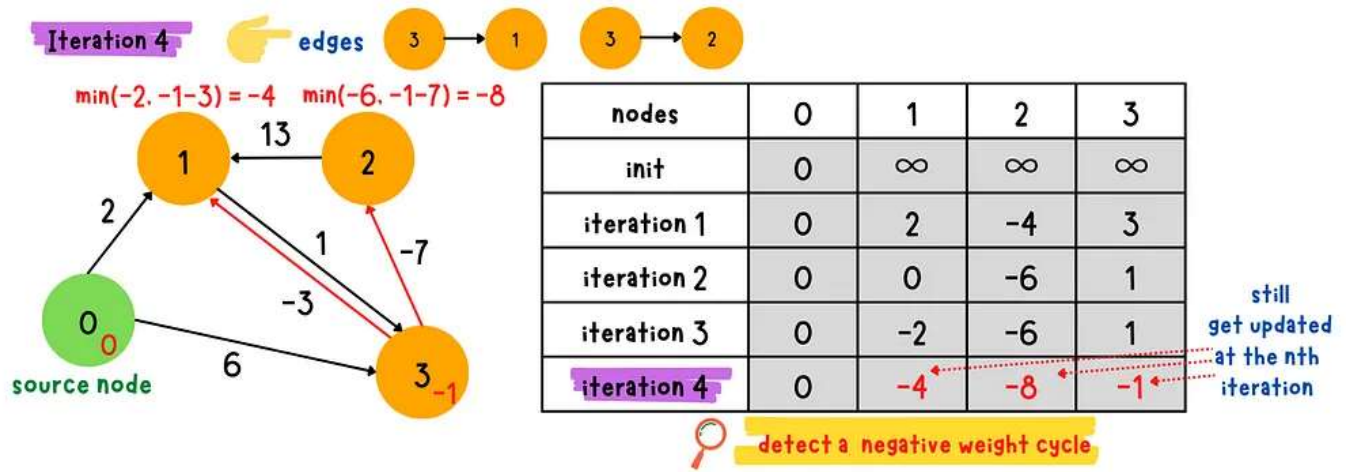 Iteration 4
edges
3
1
3
2
min(-2, -1-3) = -4 min(-6, -1-7) = -8
13
1
2
2
1
-7
-3
0
0
6
3
-1
source node
nodes 0 1 2 3
init 0 ∞ ∞ ∞
iteration 1 0 2 -4 3
iteration 2 0 0 -6 1
iteration 3 0 -2 -6 1
iteration 4 0 -4 -8 -1
still
get updated
at the nth
iteration
detect a negative weight cycle